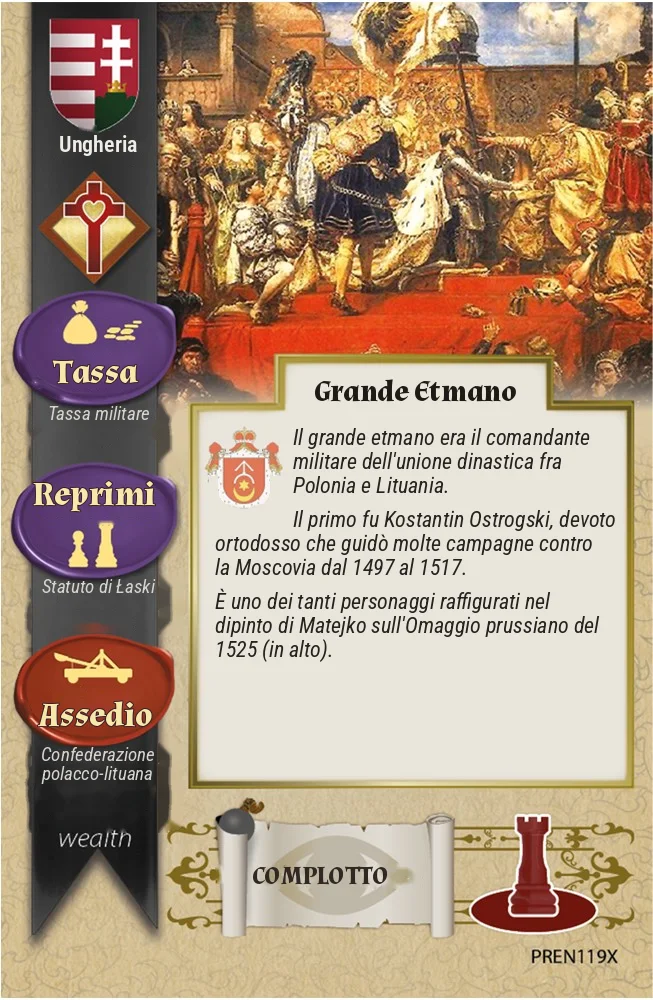 Ungheria
Tassa
Tassa militare
Reprimi
Statuto di Łaski
Assedio
Confederazione
polacco-lituana
wealth
Grande Etmano
Il grande etmano era il comandante
militare dell'unione dinastica fra
Polonia e Lituania.
Il primo fu Kostantin Ostrogski, devoto
ortodosso che guidò molte campagne contro
la Moscovia dal 1497 al 1517.
È uno dei tanti personaggi raffigurati nel
dipinto di Matejko sull'Omaggio prussiano del
1525 (in alto).
COMPLOTTO
PREN119X